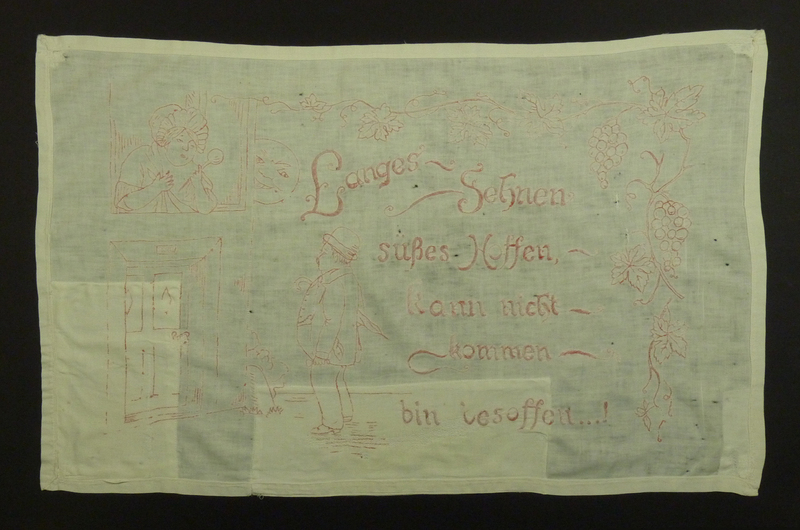 Langes
Sehnen
süßes Hoffen,
kann nicht
kommen
bin besoffen...!